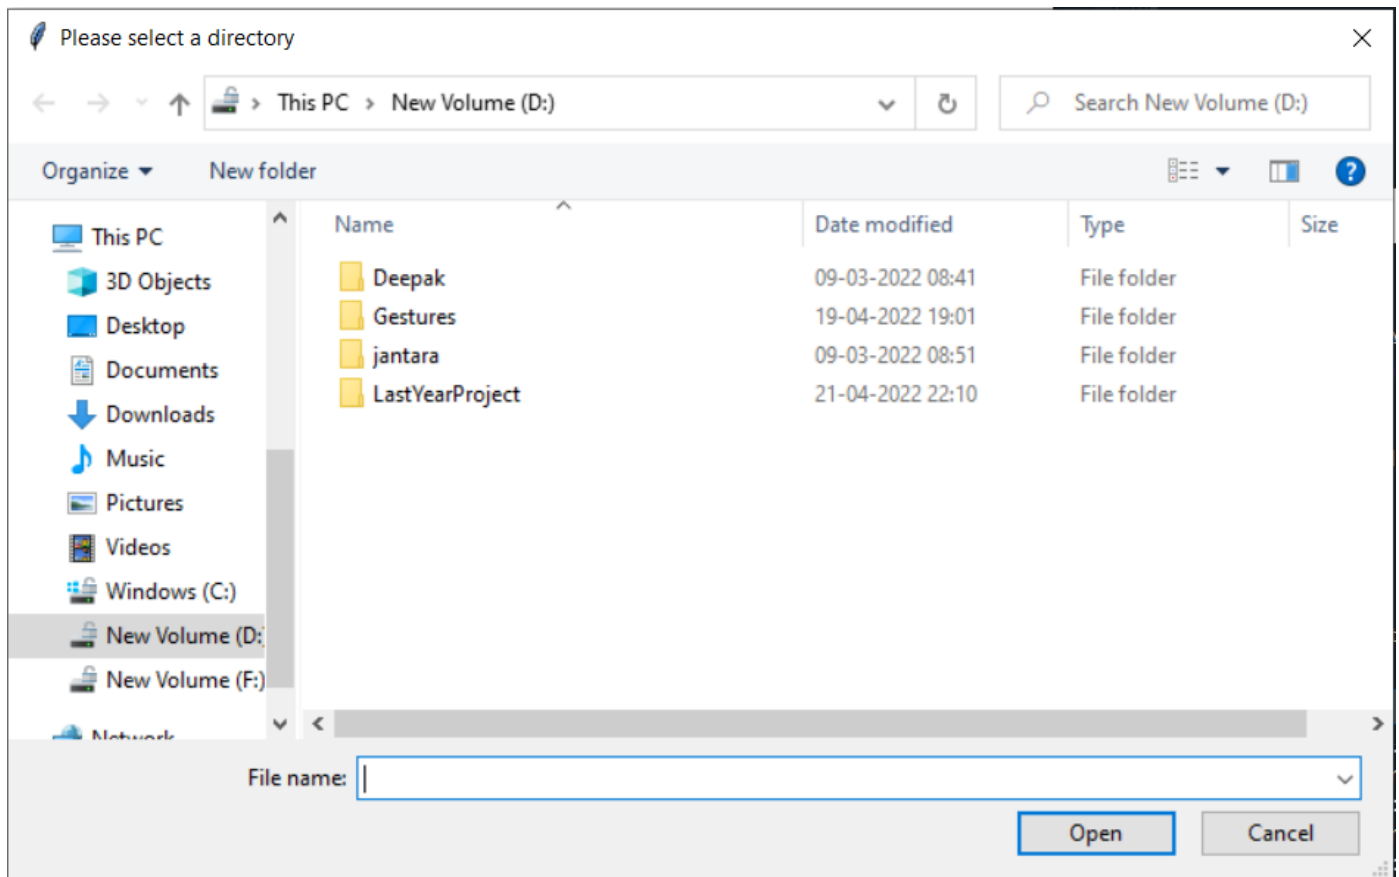 Please select a directory
This PC > New Volume (D:)
Search New Volume (D:)
Organize
New folder
?
This PC
3D Objects
Desktop
Documents
Downloads
Music
Pictures
Videos
Windows (C:)
New Volume (D:
New Volume (F:)
Network
Name Date modified Type Size
Deepak 09-03-2022 08:41 File folder
Gestures 19-04-2022 19:01 File folder
jantara 09-03-2022 08:51 File folder
LastYearProject 21-04-2022 22:10 File folder
File name:
Open
Cancel